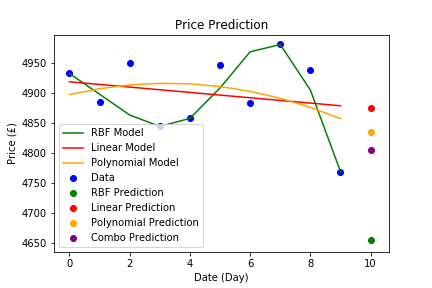 Price Prediction
Price (£)
4950
4900
4850
4800
4750
4700
4650
RBF Model
Linear Model
Polynomial Model
Data
RBF Prediction
Linear Prediction
Polynomial Prediction
Combo Prediction
0 2 4 6 8 10
Date (Day)